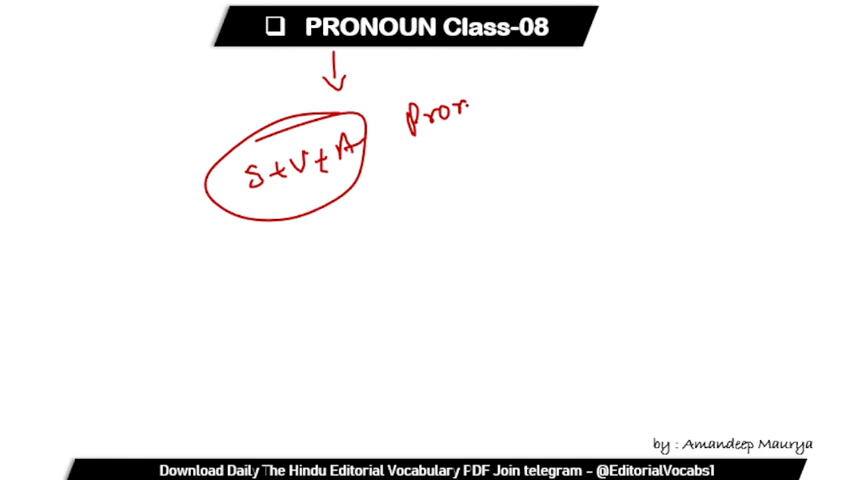 ❑ PRONOUN Class-08
Pron
S+V+A
by : Amandeep Maurya
Download Daily The Hindu Editorial Vocabulary PDF Join telegram - @EditorialVocabs1